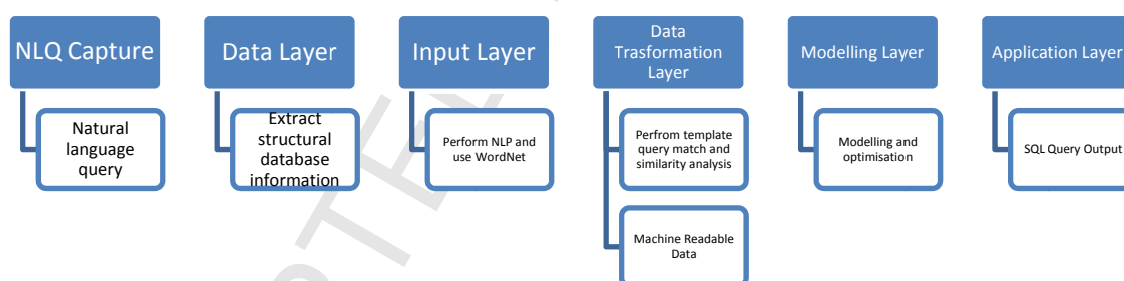 NLQ Capture
Natural
language
query
Data Layer
Extract
structural
database
information
Input Layer
Perform NLP and
use WordNet
Data
Trasformation
Layer
Perfrom template
query match and
similarity analysis
Machine Readable
Data
Modelling Layer
Modelling and
optimisation
Application Layer
SQL Query Output